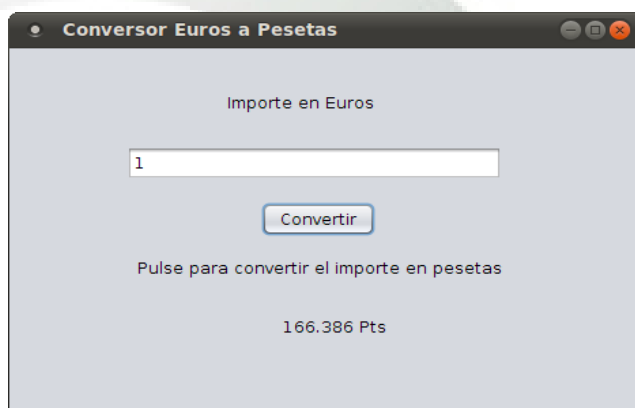 Conversor Euros a Pesetas
Importe en Euros
1
Convertir
Pulse para convertir el importe en pesetas
166.386 Pts